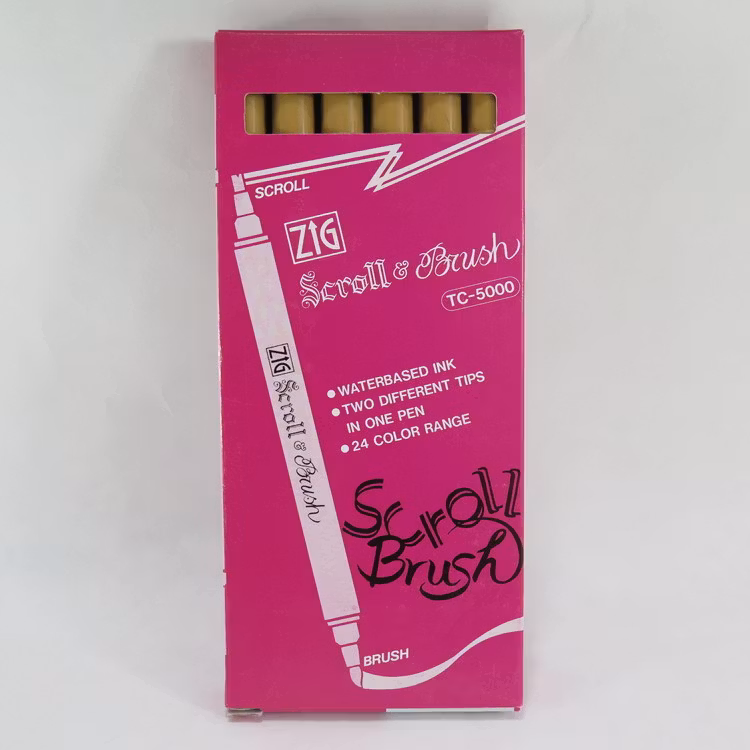 SCROLL
ZIG
Scroll & Brush
TC-5000
ZIG Scroll & Brush
● WATERBASED INK
● TWO DIFFERENT TIPS
IN ONE PEN
● 24 COLOR RANGE
Scroll
Brush
BRUSH